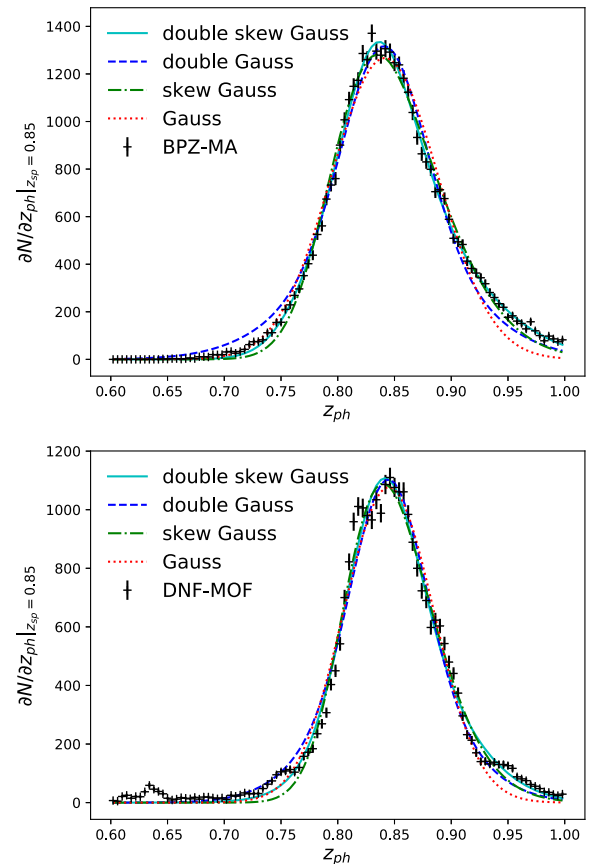 1400
1200
1000
800
600
400
200
0
∂N/∂z_ph|z_sp = 0.85
double skew Gauss
double Gauss
skew Gauss
Gauss
BPZ-MA
0.60 0.65 0.70 0.75 0.80 0.85 0.90 0.95 1.00
z_ph
1200
1000
800
600
400
200
0
∂N/∂z_ph|z_sp = 0.85
double skew Gauss
double Gauss
skew Gauss
Gauss
DNF-MOF
0.60 0.65 0.70 0.75 0.80 0.85 0.90 0.95 1.00
z_ph